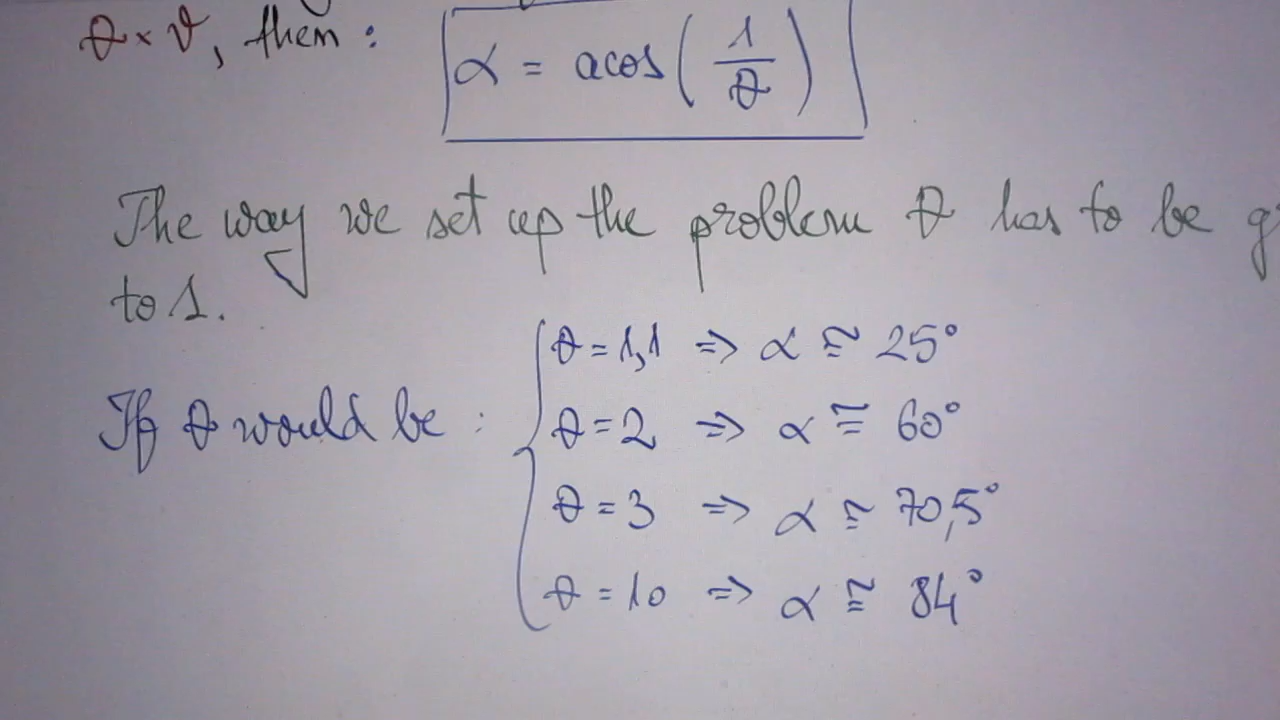 θ × ϑ, then: α = acos(1/θ)
The way we set up the problem θ has to be
to 1.
If θ would be:
θ = 1,1 => α ≅ 25°
θ = 2 => α ≅ 60°
θ = 3 => α ≅ 70,5°
θ = 10 => α ≅ 84°